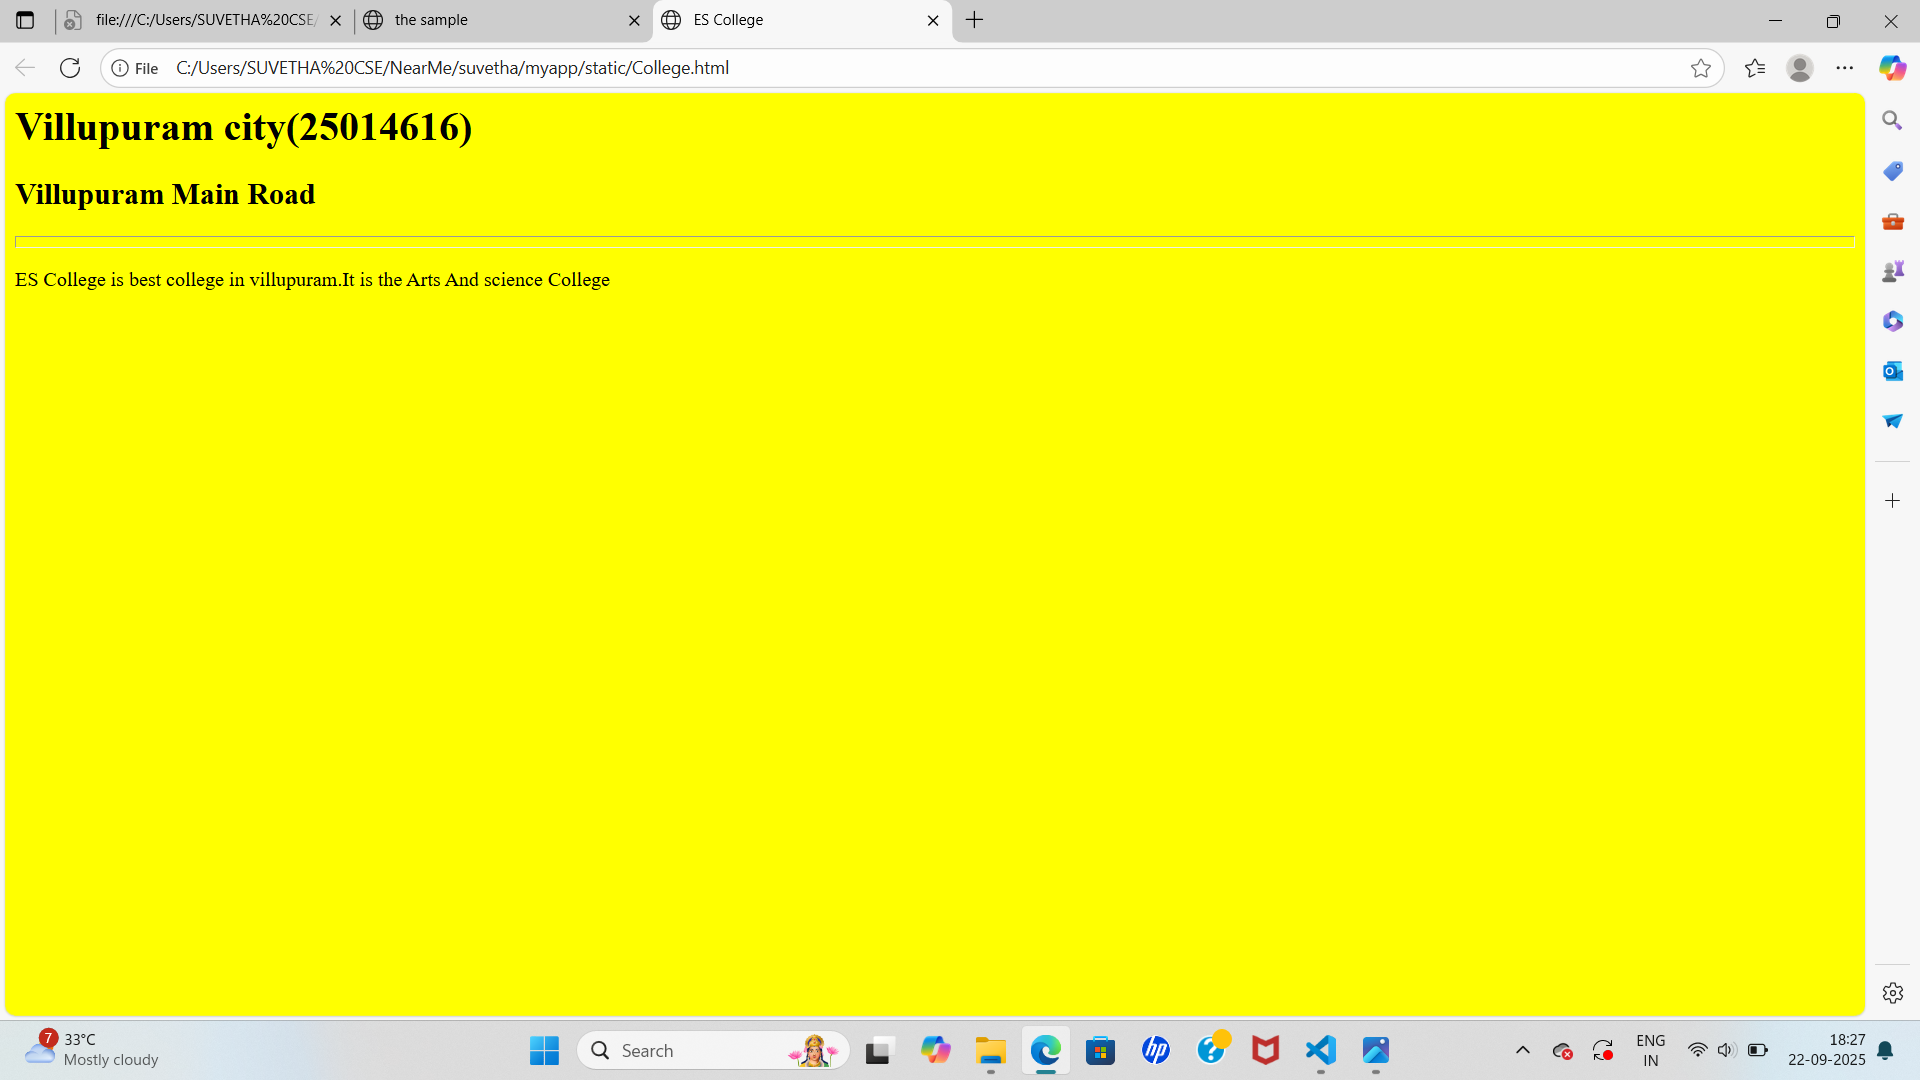 file:///C:/Users/SUVETHA%20CSE/
the sample
ES College
File
C:/Users/SUVETHA%20CSE/NearMe/suvetha/myapp/static/College.html
Villupuram city(25014616)
Villupuram Main Road
ES College is best college in villupuram.It is the Arts And science College
7
33°C
Mostly cloudy
Search
hp
ENG
IN
18:27
22-09-2025